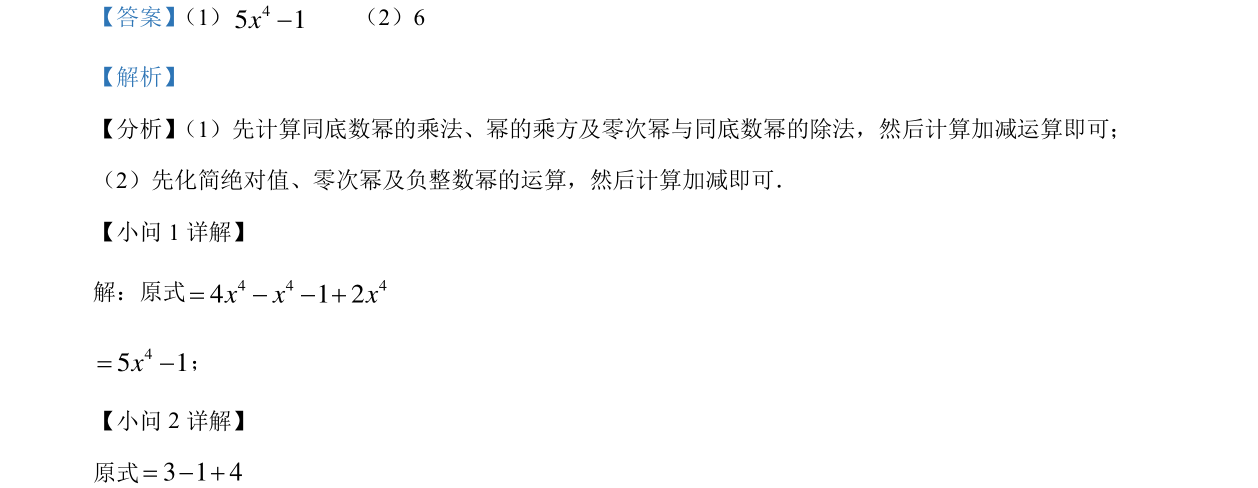 【答案】（1）5x⁴−1 （2）6
【解析】
【分析】（1）先计算同底数幂的乘法、幂的乘方及零次幂与同底数幂的除法，然后计算加减运算即可；
（2）先化简绝对值、零次幂及负整数幂的运算，然后计算加减即可．
【小问 1 详解】
解：原式=4x⁴−x⁴−1+2x⁴
=5x⁴−1；
【小问 2 详解】
原式=3−1+4